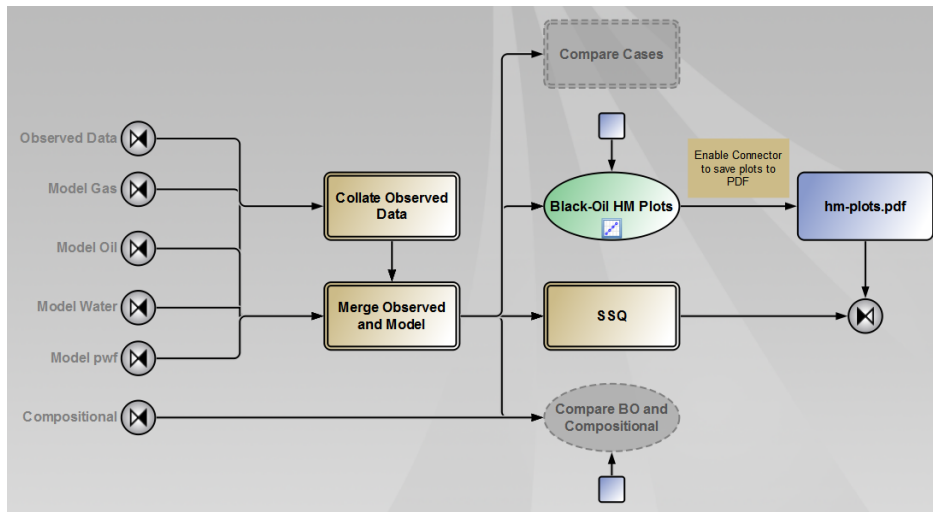 Compare Cases
Observed Data
Model Gas
Enable Connector
to save plots to
PDF
Collate Observed
Data
Black-Oil HM Plots
hm-plots.pdf
Model Oil
Model Water
Merge Observed
and Model
SSQ
Model pwf
Compositional
Compare BO and
Compositional